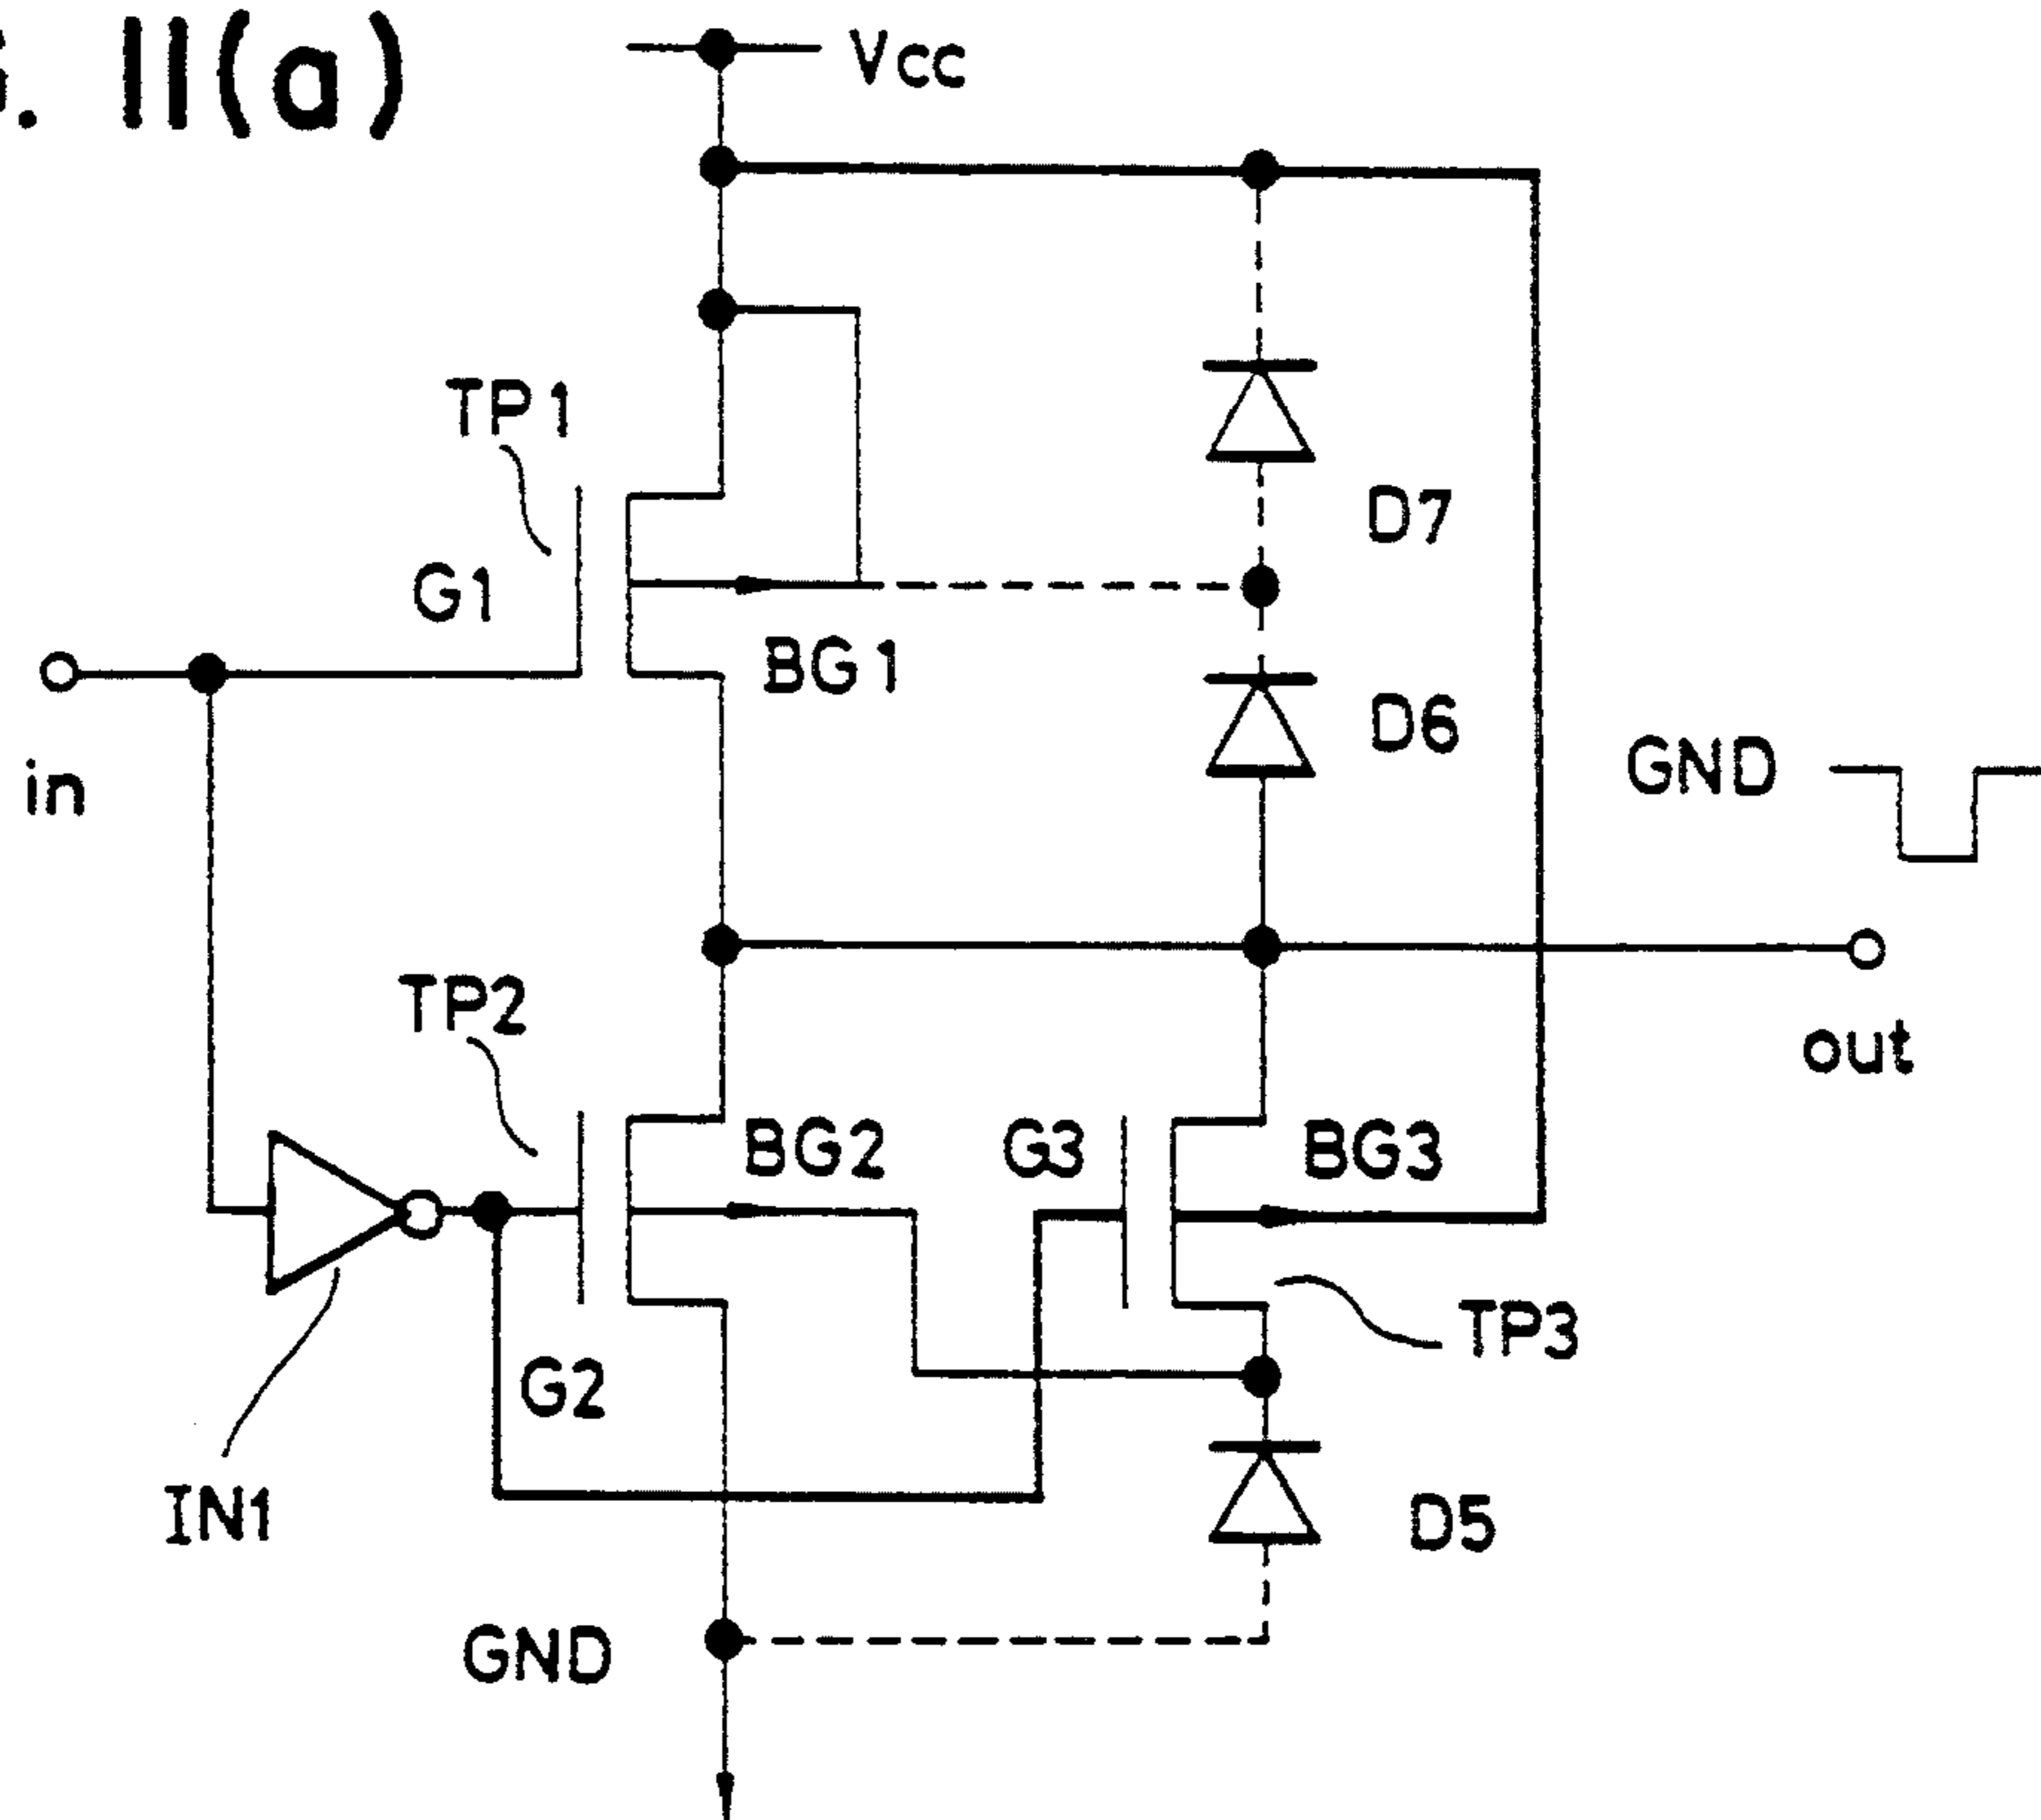 . 11(a)
Vcc
TP1
D7
G1
BG1
D6
GND
in
TP2
out
BG2
G3
BG3
TP3
G2
IN1
D5
GND